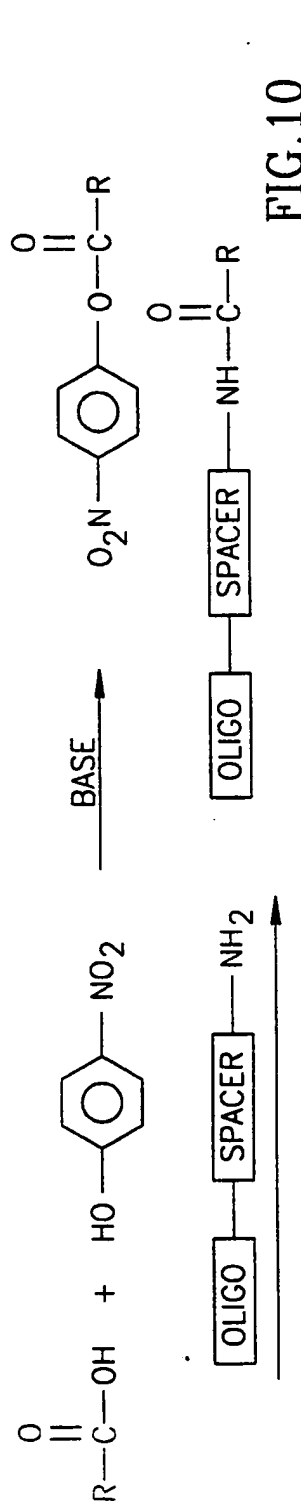 R-C(=O)-OH + HO-⌬-NO2
BASE
O2N-⌬-O-C(=O)-R
OLIGO-SPACER-NH2
OLIGO-SPACER-NH-C(=O)-R
FIG.10